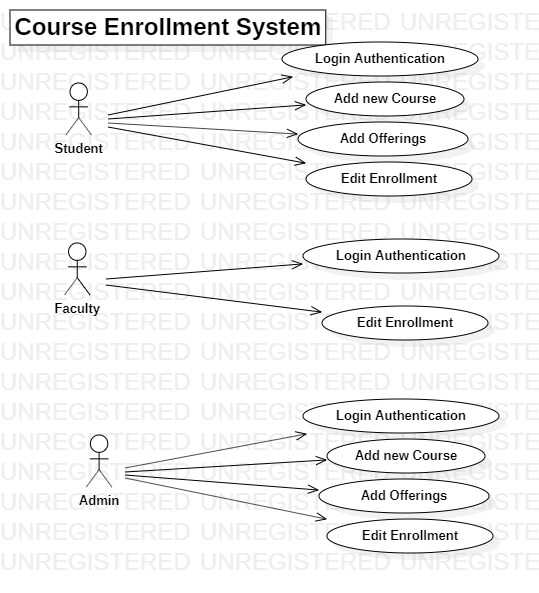 Course Enrollment System
Login Authentication
Add new Course
Add Offerings
Edit Enrollment
Student
Login Authentication
Edit Enrollment
Faculty
Login Authentication
Add new Course
Add Offerings
Edit Enrollment
Admin
UNREGISTERED